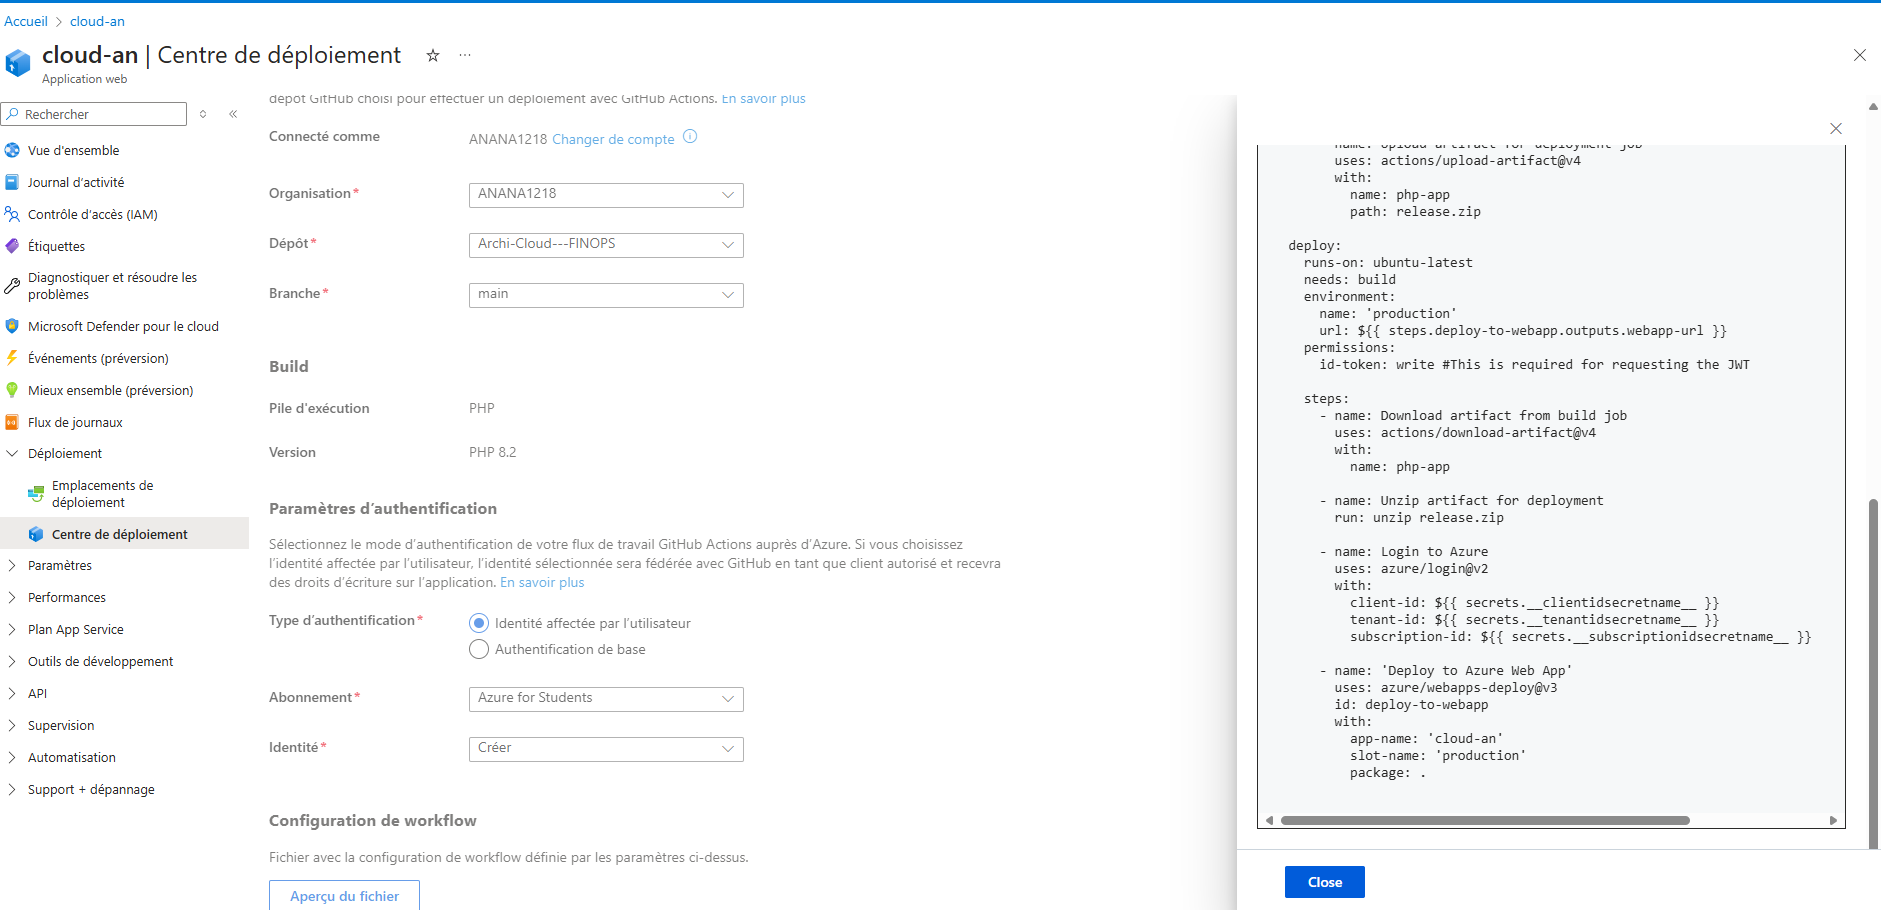 Accueil > cloud-an
cloud-an | Centre de déploiement
Application web
Rechercher
Vue d'ensemble
Journal d'activité
Contrôle d'accès (IAM)
Étiquettes
Diagnostiquer et résoudre les
problèmes
Microsoft Defender pour le cloud
Événements (préversion)
Mieux ensemble (préversion)
Flux de journaux
Déploiement
Emplacements de
déploiement
Centre de déploiement
Paramètres
Performances
Plan App Service
Outils de développement
API
Supervision
Automatisation
Support + dépannage
dépôt GitHub choisi pour effectuer un déploiement avec GitHub Actions. En savoir plus
Connecté comme ANANA1218 Changer de compte
Organisation* ANANA1218
Dépôt* Archi-Cloud---FINOPS
Branche* main
Build
Pile d'exécution PHP
Version PHP 8.2
Paramètres d’authentification
Sélectionnez le mode d’authentification de votre flux de travail GitHub Actions auprès d’Azure. Si vous choisissez
l’identité affectée par l’utilisateur, l’identité sélectionnée sera fédérée avec GitHub en tant que client autorisé et recevra
des droits d’écriture sur l’application. En savoir plus
Type d’authentification* Identité affectée par l’utilisateur
Authentification de base
Abonnement* Azure for Students
Identité* Créer
Configuration de workflow
Fichier avec la configuration de workflow définie par les paramètres ci-dessus.
Aperçu du fichier
name: Upload artifact for deployment job
uses: actions/upload-artifact@v4
with:
name: php-app
path: release.zip
deploy:
runs-on: ubuntu-latest
needs: build
environment:
name: 'production'
url: ${{ steps.deploy-to-webapp.outputs.webapp-url }}
permissions:
id-token: write #This is required for requesting the JWT
steps:
- name: Download artifact from build job
uses: actions/download-artifact@v4
with:
name: php-app
- name: Unzip artifact for deployment
run: unzip release.zip
- name: Login to Azure
uses: azure/login@v2
with:
client-id: ${{ secrets.__clientidsecretname__ }}
tenant-id: ${{ secrets.__tenantidsecretname__ }}
subscription-id: ${{ secrets.__subscriptionidsecretname__ }}
- name: 'Deploy to Azure Web App'
uses: azure/webapps-deploy@v3
id: deploy-to-webapp
with:
app-name: 'cloud-an'
slot-name: 'production'
package: .
Close